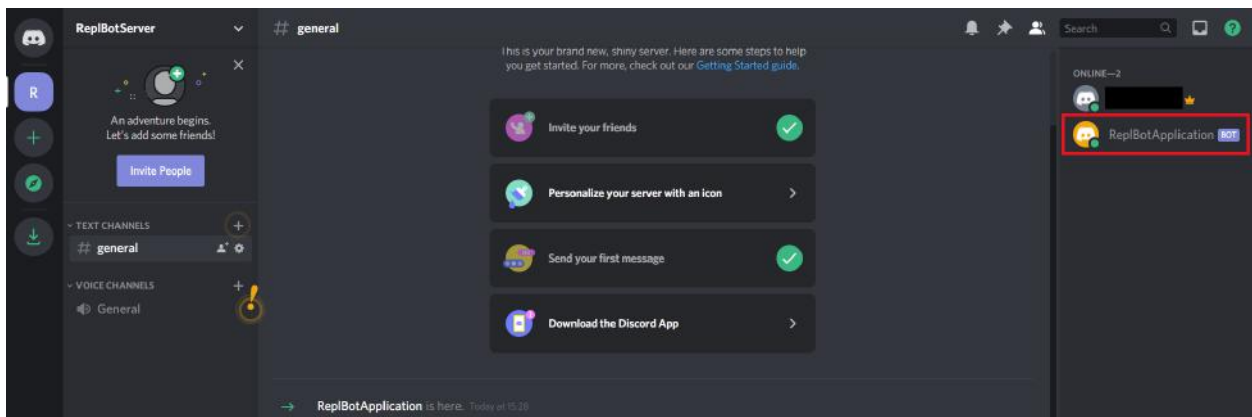 ReplBotServer
# general
Search
This is your brand new, shiny server. Here are some steps to help
you get started. For more, check out our Getting Started guide.
R
An adventure begins.
Let's add some friends!
Invite People
TEXT CHANNELS
# general
VOICE CHANNELS
General
Invite your friends
Personalize your server with an icon
Send your first message
Download the Discord App
ReplBotApplication is here. Today at 15:28
ONLINE—2
ReplBotApplication BOT